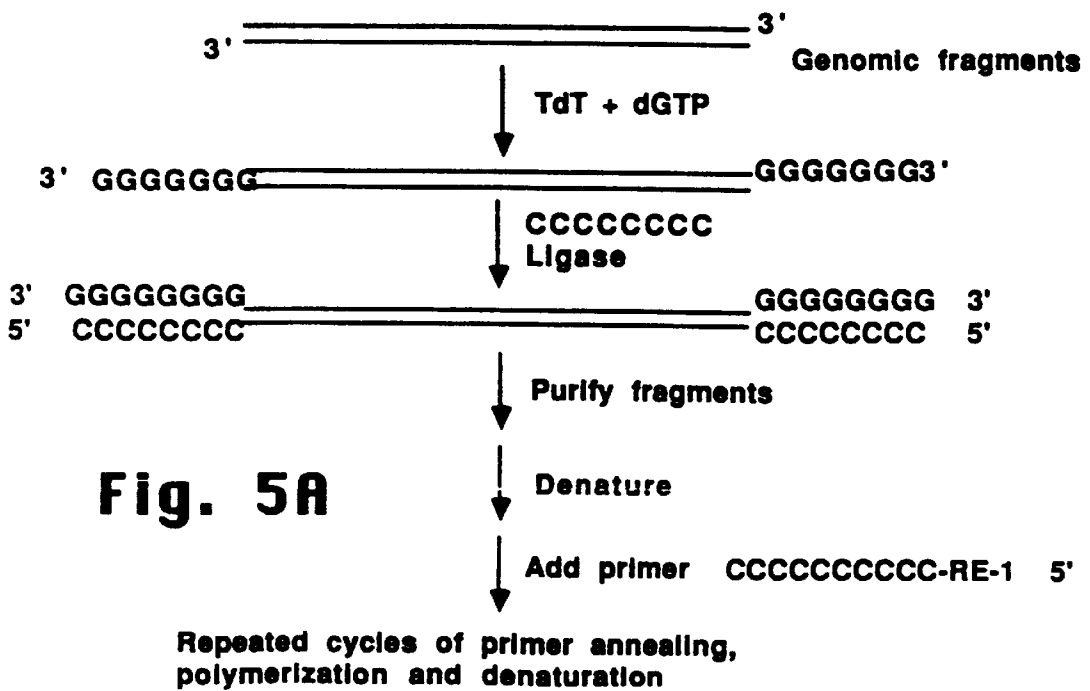 3'
3'
Genomic fragments
TdT + dGTP
3' GGGGGGG GGGGGGG3'
CCCCCCCC
Ligase
3' GGGGGGGG GGGGGGGG 3'
5' CCCCCCCC CCCCCCCC 5'
Purify fragments
Fig. 5A
Denature
Add primer CCCCCCCCCC-RE-1 5'
Repeated cycles of primer annealing,
polymerization and denaturation